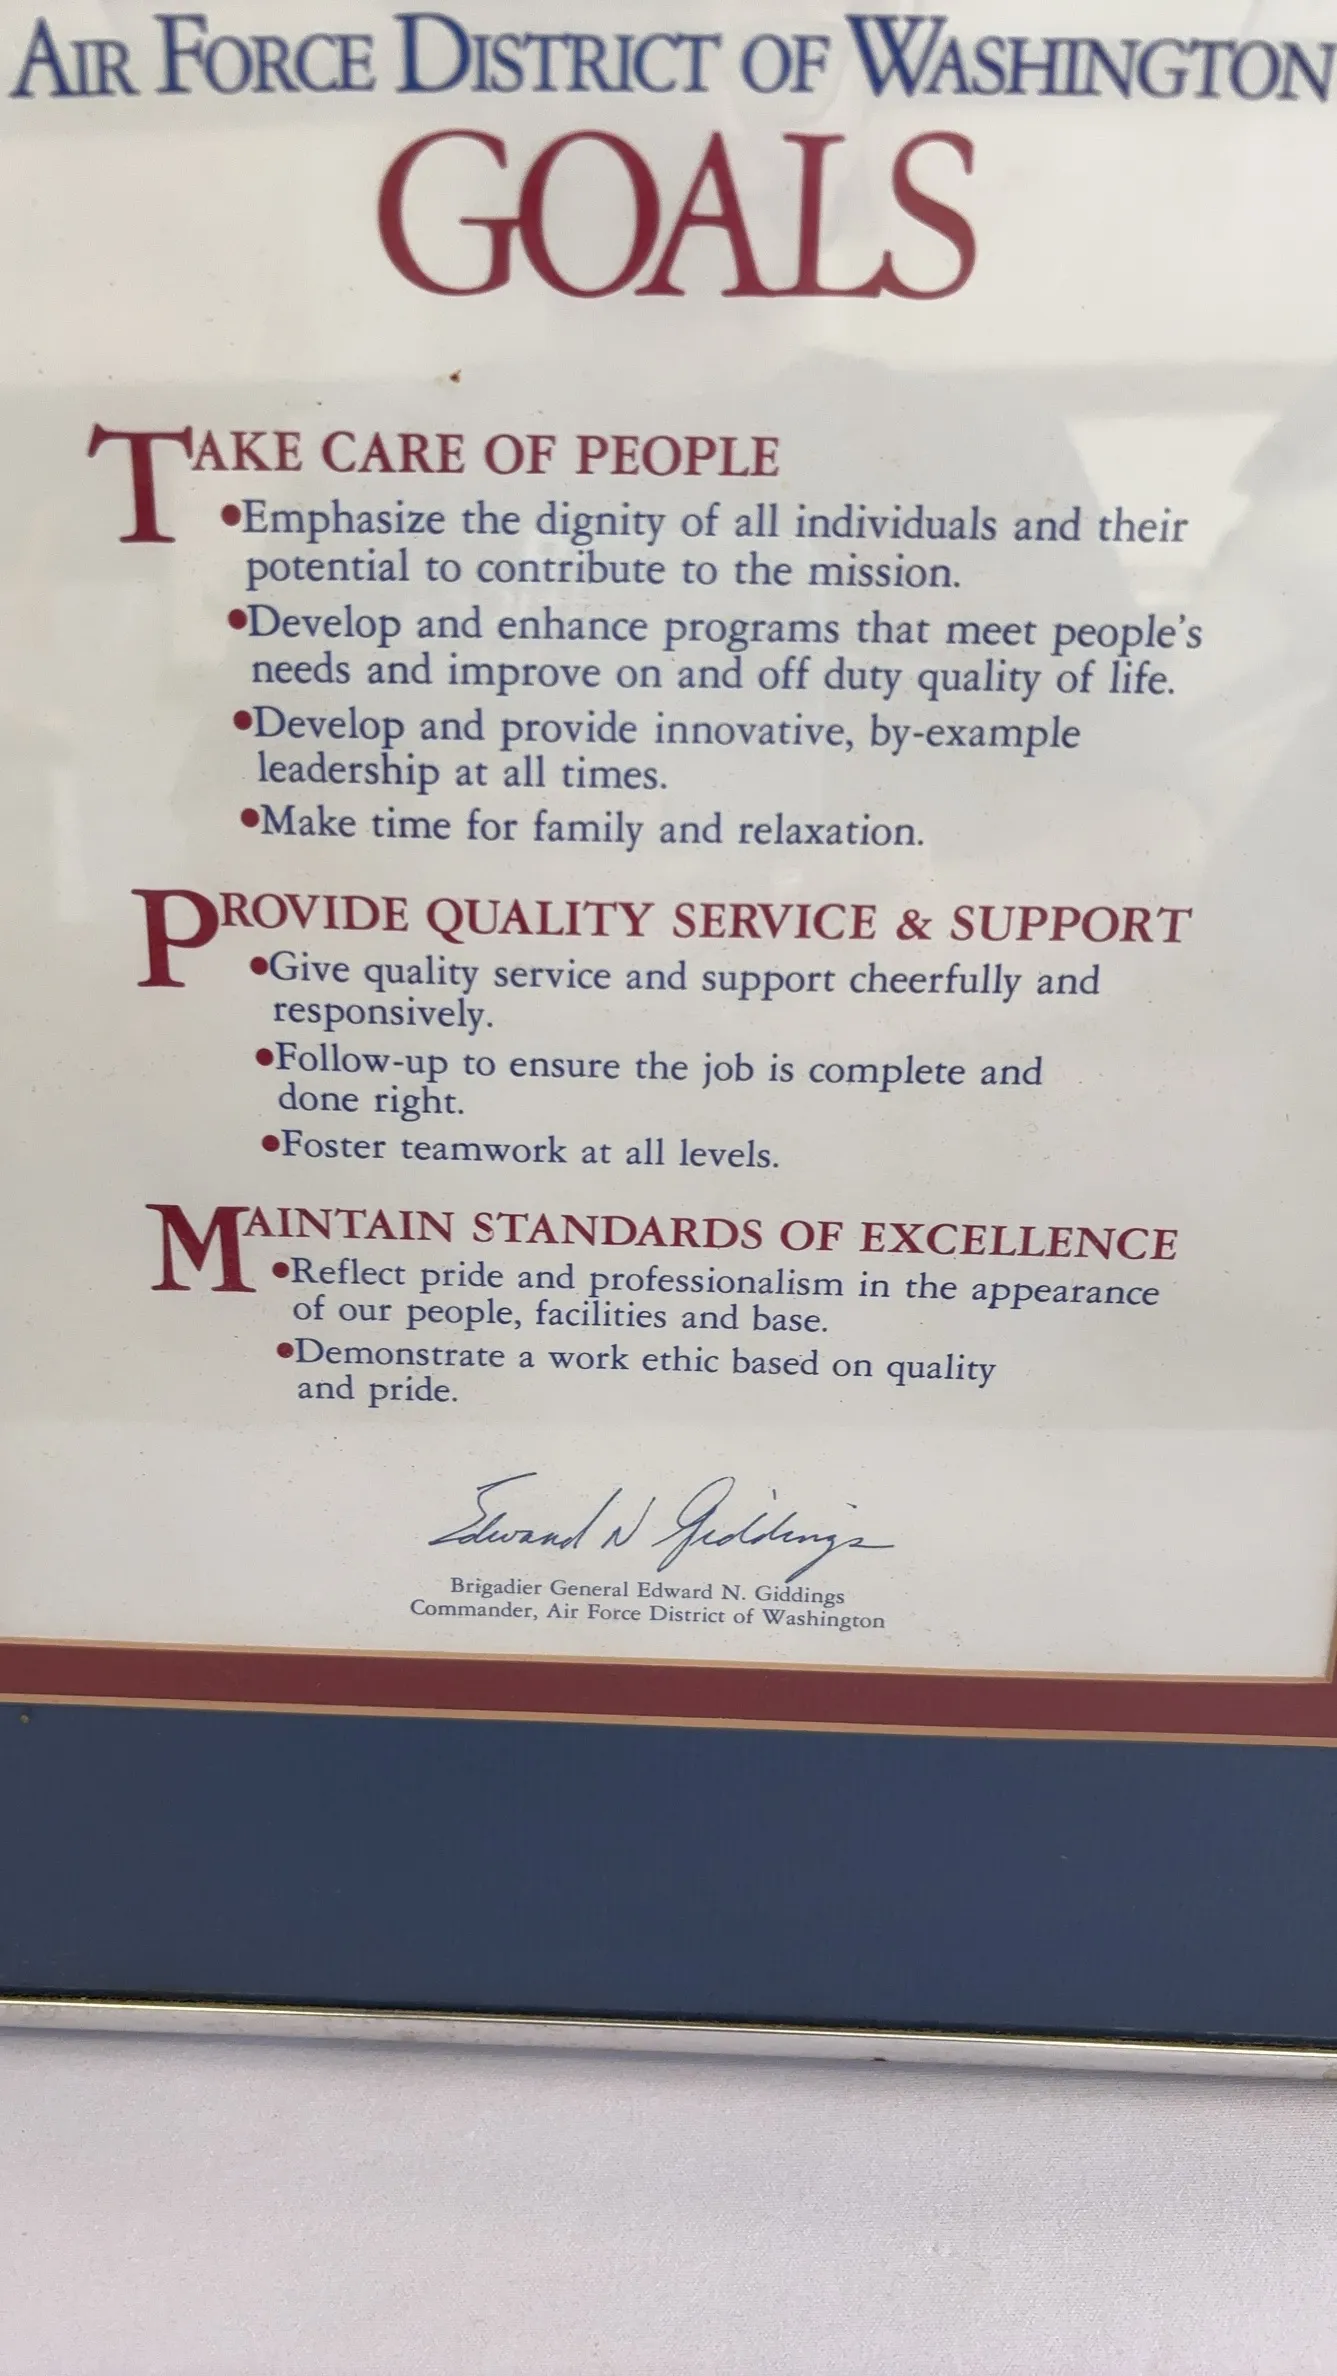 AIR FORCE DISTRICT OF WASHINGTON
GOALS
TAKE CARE OF PEOPLE
•Emphasize the dignity of all individuals and their
potential to contribute to the mission.
•Develop and enhance programs that meet people's
needs and improve on and off duty quality of life.
•Develop and provide innovative, by-example
leadership at all times.
•Make time for family and relaxation.
PROVIDE QUALITY SERVICE & SUPPORT
•Give quality service and support cheerfully and
responsively.
•Follow-up to ensure the job is complete and
done right.
•Foster teamwork at all levels.
MAINTAIN STANDARDS OF EXCELLENCE
•Reflect pride and professionalism in the appearance
of our people, facilities and base.
•Demonstrate a work ethic based on quality
and pride.
Edward N Giddings
Brigadier General Edward N. Giddings
Commander, Air Force District of Washington